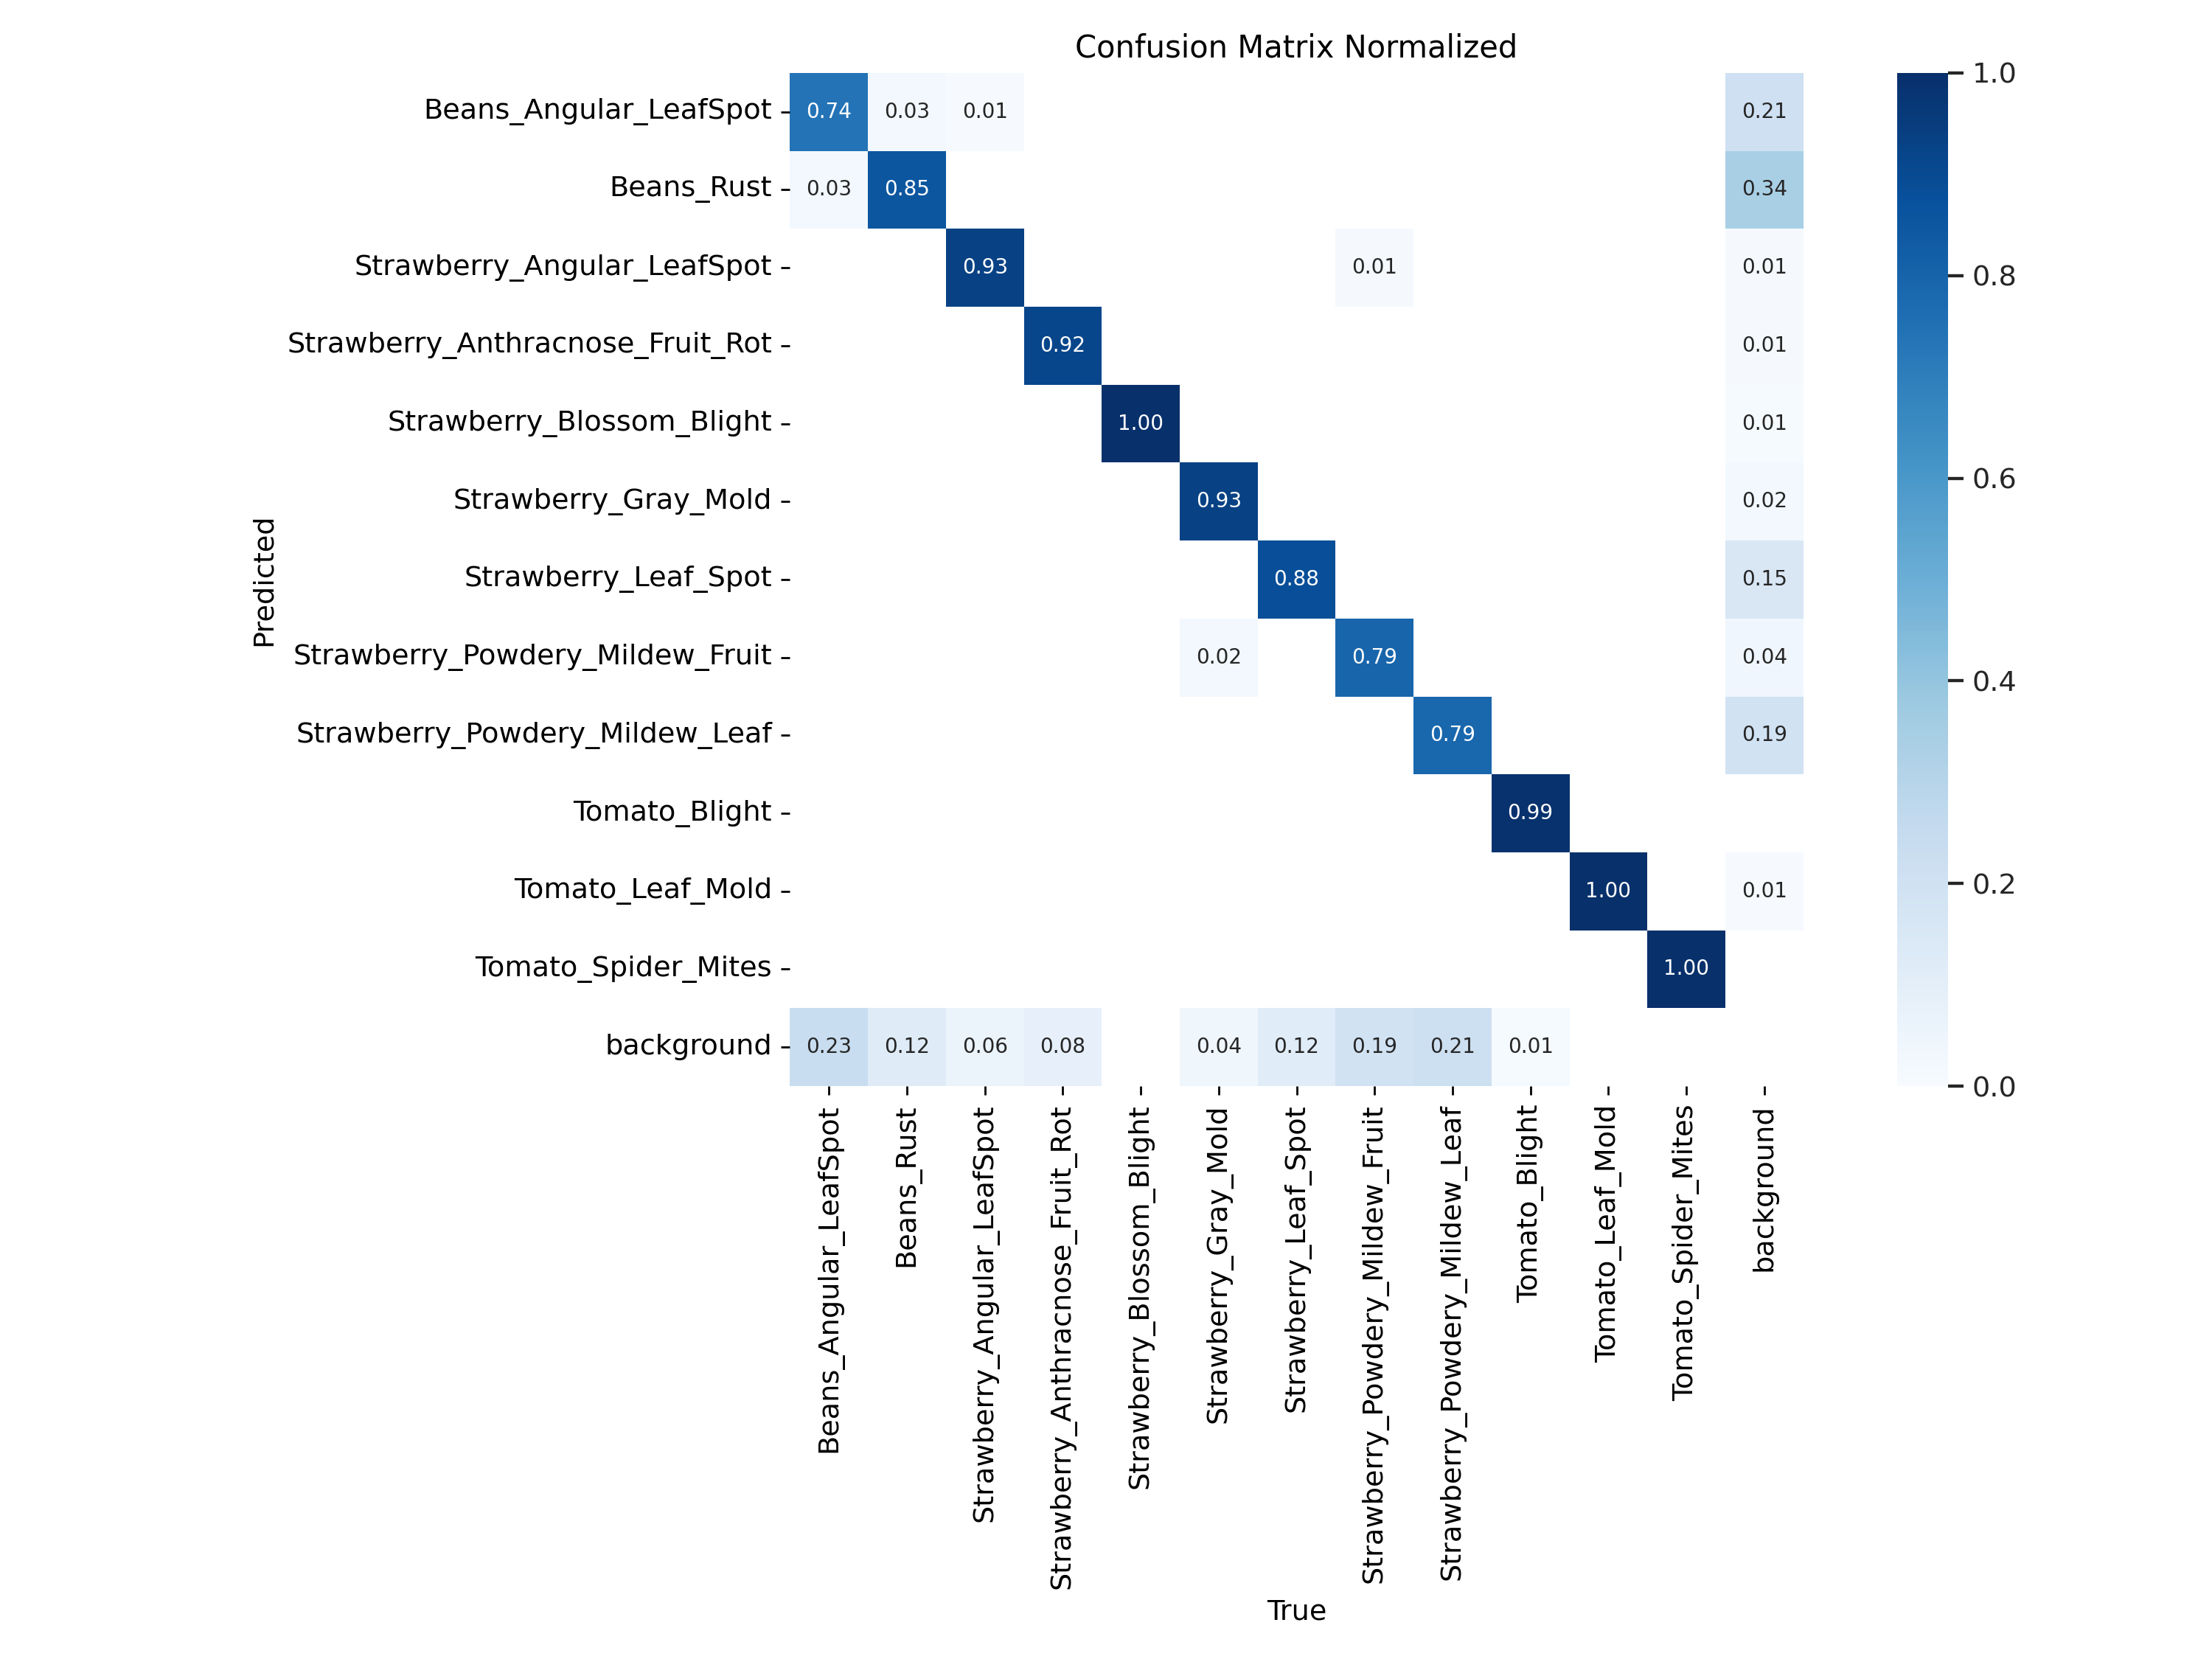 Confusion Matrix Normalized
Beans_Angular_LeafSpot 0.74 0.03 0.01 0.21
Beans_Rust 0.03 0.85 0.34
Strawberry_Angular_LeafSpot 0.93 0.01 0.01
Strawberry_Anthracnose_Fruit_Rot 0.92 0.01
Strawberry_Blossom_Blight 1.00 0.01
Strawberry_Gray_Mold 0.93 0.02
Strawberry_Leaf_Spot 0.88 0.15
Strawberry_Powdery_Mildew_Fruit 0.02 0.79 0.04
Strawberry_Powdery_Mildew_Leaf 0.79 0.19
Tomato_Blight 0.99
Tomato_Leaf_Mold 1.00 0.01
Tomato_Spider_Mites 1.00
background 0.23 0.12 0.06 0.08 0.04 0.12 0.19 0.21 0.01
Predicted
Beans_Angular_LeafSpot
Beans_Rust
Strawberry_Angular_LeafSpot
Strawberry_Anthracnose_Fruit_Rot
Strawberry_Blossom_Blight
Strawberry_Gray_Mold
Strawberry_Leaf_Spot
Strawberry_Powdery_Mildew_Fruit
Strawberry_Powdery_Mildew_Leaf
Tomato_Blight
Tomato_Leaf_Mold
Tomato_Spider_Mites
background
True
1.0
0.8
0.6
0.4
0.2
0.0